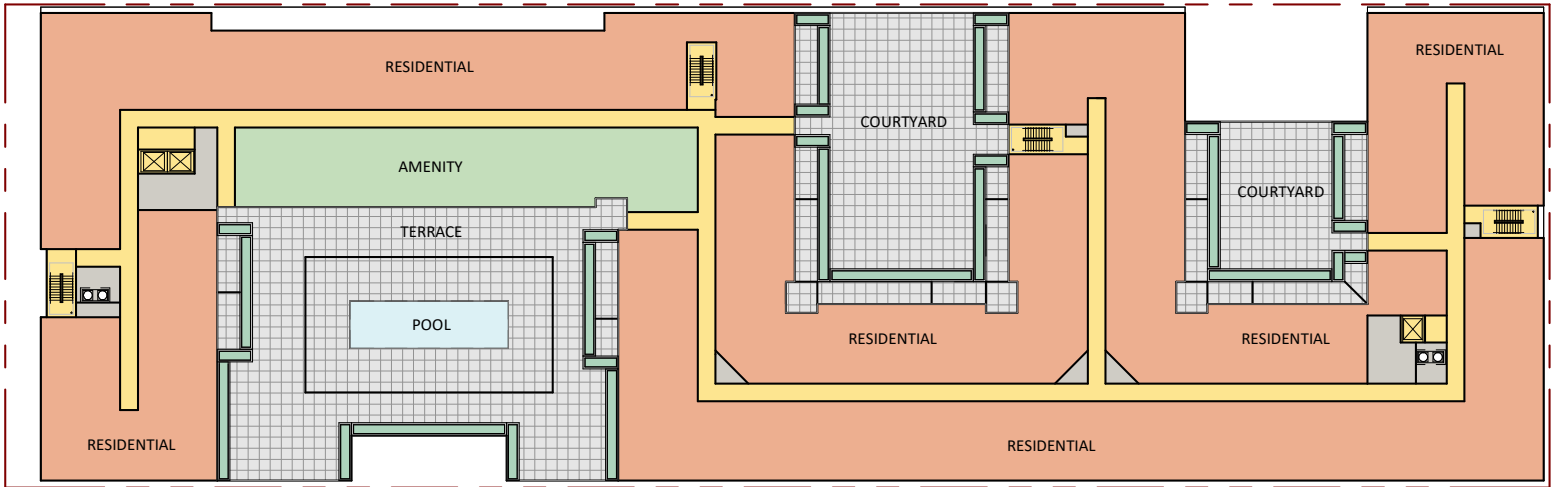 RESIDENTIAL
RESIDENTIAL
COURTYARD
AMENITY
COURTYARD
TERRACE
POOL
RESIDENTIAL
RESIDENTIAL
RESIDENTIAL
RESIDENTIAL